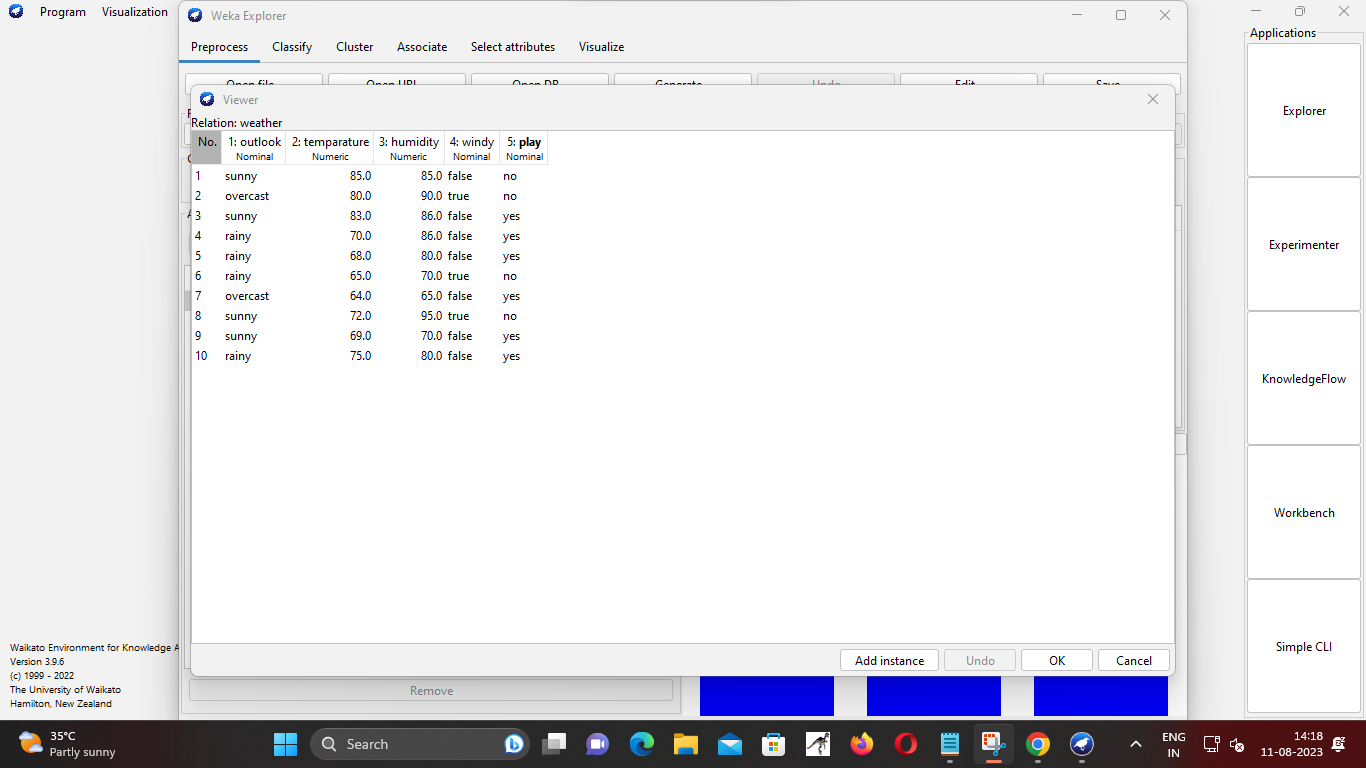 Program Visualization
Weka Explorer
Applications
Preprocess Classify Cluster Associate Select attributes Visualize
Open file... Open URL... Open DB... Generate... Undo Edit... Save...
Viewer
Relation: weather
No. 1: outlook 2: temparature 3: humidity 4: windy 5: play
Nominal Numeric Numeric Nominal Nominal
1 sunny 85.0 85.0 false no
2 overcast 80.0 90.0 true no
3 sunny 83.0 86.0 false yes
4 rainy 70.0 86.0 false yes
5 rainy 68.0 80.0 false yes
6 rainy 65.0 70.0 true no
7 overcast 64.0 65.0 false yes
8 sunny 72.0 95.0 true no
9 sunny 69.0 70.0 false yes
10 rainy 75.0 80.0 false yes
Add instance Undo OK Cancel
Remove
Explorer
Experimenter
KnowledgeFlow
Workbench
Simple CLI
Waikato Environment for Knowledge A
Version 3.9.6
(c) 1999 - 2022
The University of Waikato
Hamilton, New Zealand
35°C
Partly sunny
Search
ENG
IN
14:18
11-08-2023